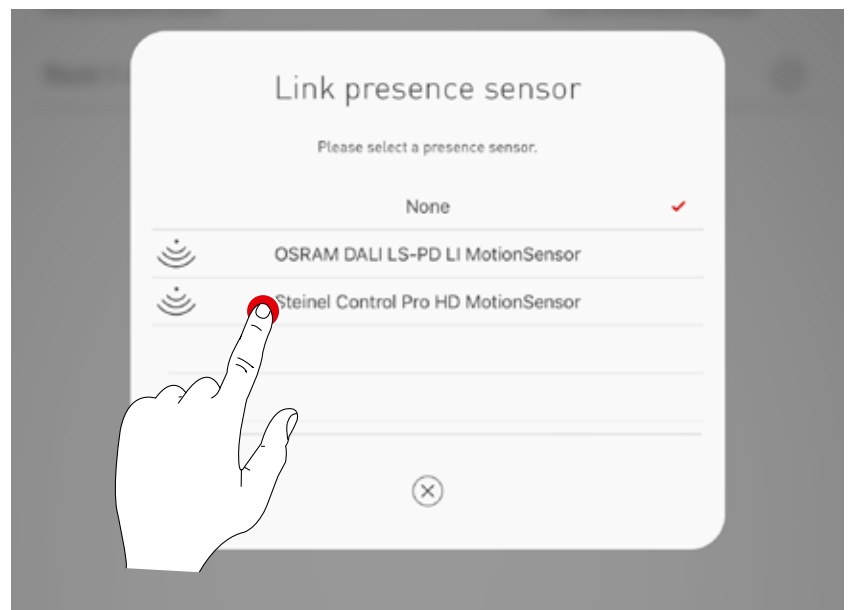 Link presence sensor
Please select a presence sensor.
None
OSRAM DALI LS-PD LI MotionSensor
Steinel Control Pro HD MotionSensor